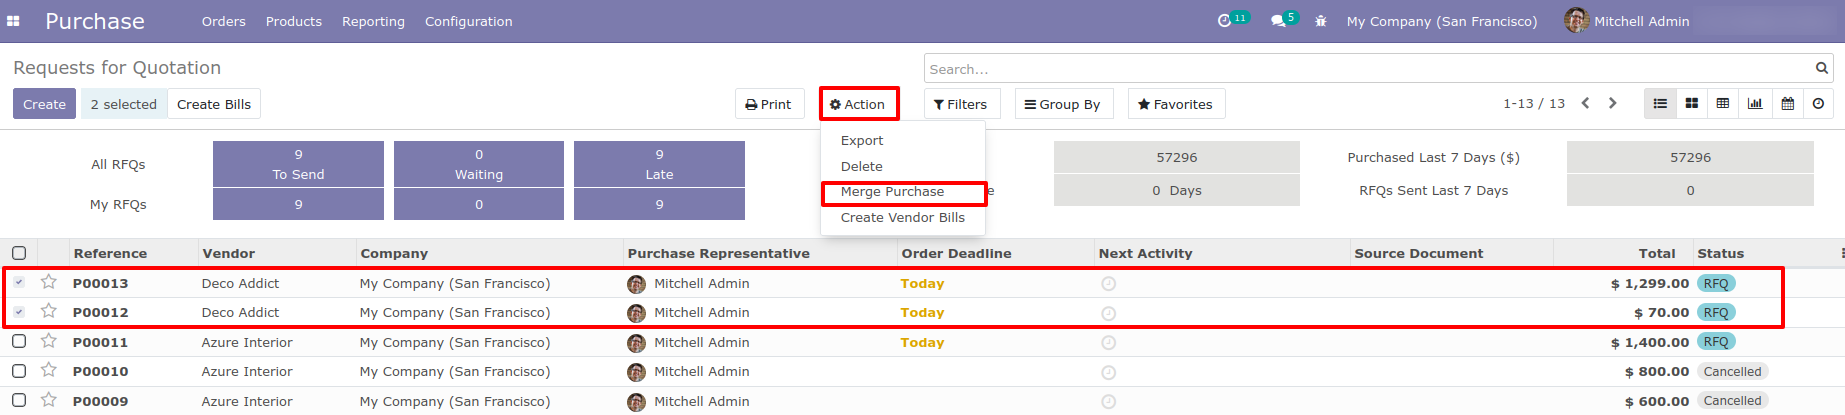 Purchase Orders Products Reporting Configuration 11 5 My Company (San Francisco) Mitchell Admin
Requests for Quotation
Search...
Create 2 selected Create Bills Print Action Filters Group By Favorites 1-13 / 13
Export
Delete
Merge Purchase
Create Vendor Bills
All RFQs 9 To Send 0 Waiting 9 Late 57296 Purchased Last 7 Days ($) 57296
My RFQs 9 0 9 e 0 Days RFQs Sent Last 7 Days 0
Reference Vendor Company Purchase Representative Order Deadline Next Activity Source Document Total Status
P00013 Deco Addict My Company (San Francisco) Mitchell Admin Today $ 1,299.00 RFQ
P00012 Deco Addict My Company (San Francisco) Mitchell Admin Today $ 70.00 RFQ
P00011 Azure Interior My Company (San Francisco) Mitchell Admin Today $ 1,400.00 RFQ
P00010 Azure Interior My Company (San Francisco) Mitchell Admin $ 800.00 Cancelled
P00009 Azure Interior My Company (San Francisco) Mitchell Admin $ 600.00 Cancelled